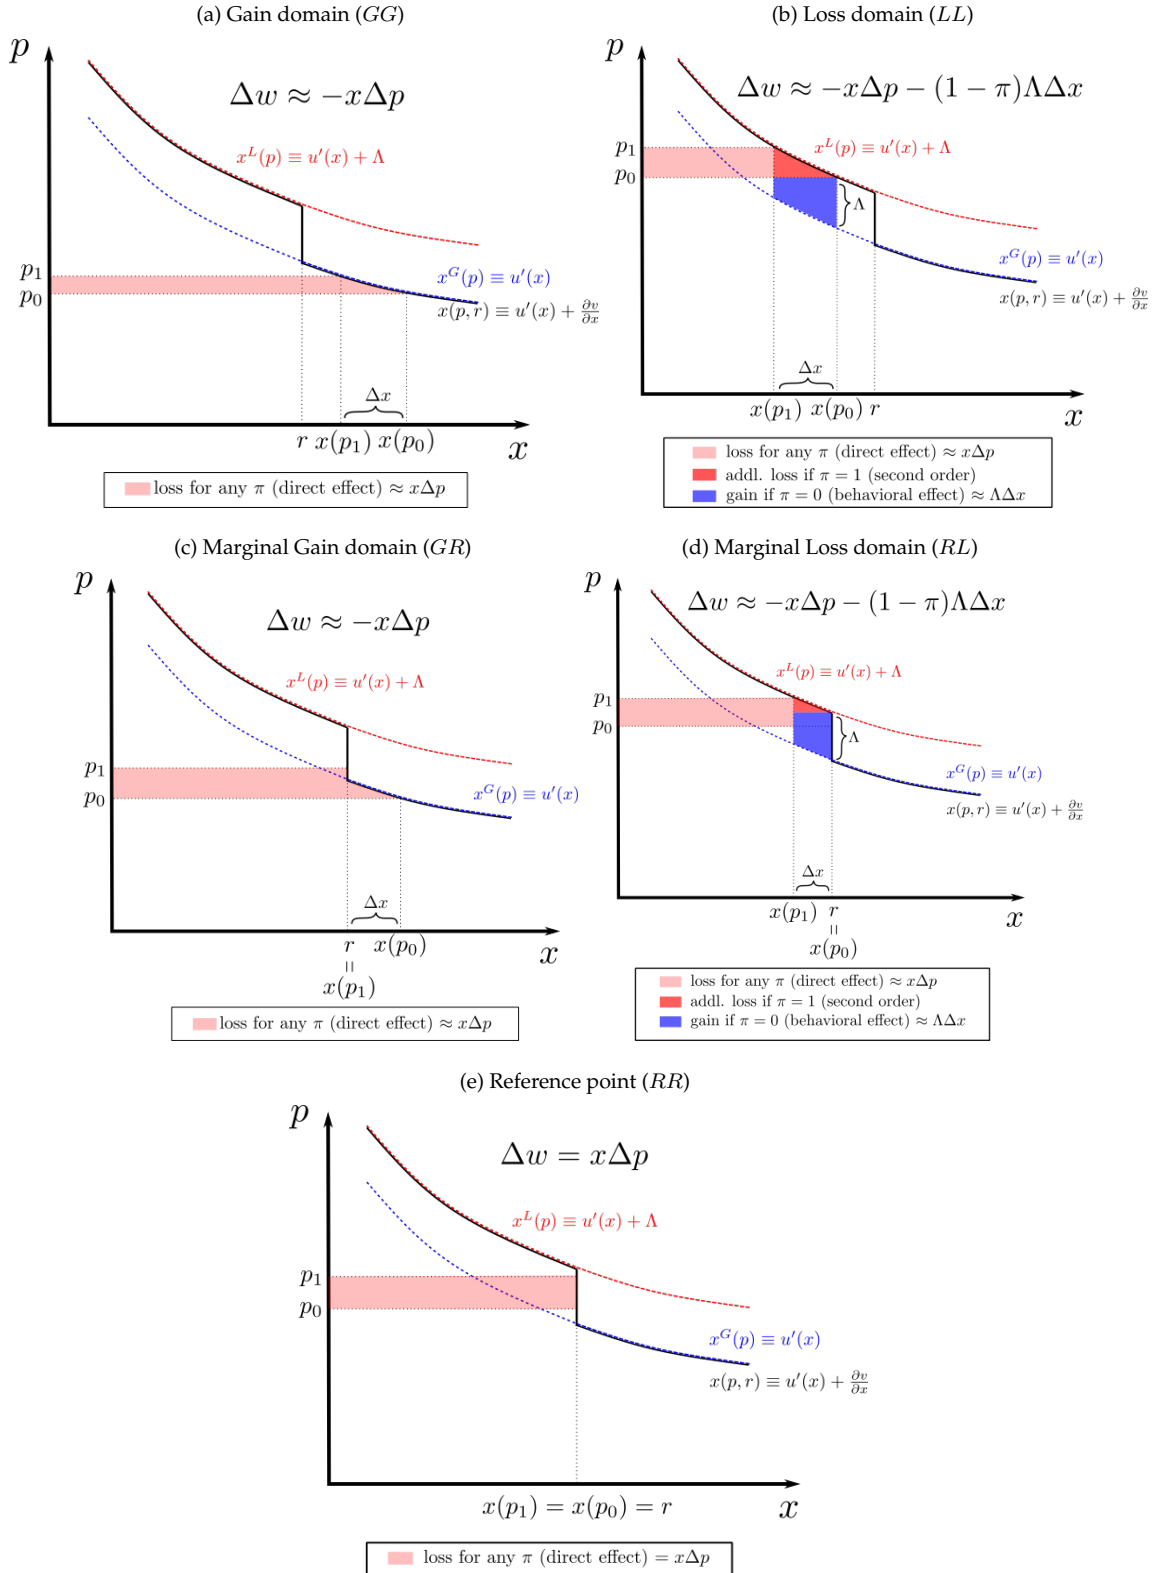 (a) Gain domain (GG)
p
Δw ≈ −xΔp
x^L(p) ≡ u′(x) + Λ
p₁
p₀
x^G(p) ≡ u′(x)
x(p, r) ≡ u′(x) + ∂v/∂x
Δx
r x(p₁) x(p₀)
x
loss for any π (direct effect) ≈ xΔp
(b) Loss domain (LL)
p
Δw ≈ −xΔp − (1 − π)ΛΔx
x^L(p) ≡ u′(x) + Λ
p₁
p₀
Λ
x^G(p) ≡ u′(x)
x(p, r) ≡ u′(x) + ∂v/∂x
Δx
x(p₁) x(p₀) r
x
loss for any π (direct effect) ≈ xΔp
addl. loss if π = 1 (second order)
gain if π = 0 (behavioral effect) ≈ ΛΔx
(c) Marginal Gain domain (GR)
p
Δw ≈ −xΔp
x^L(p) ≡ u′(x) + Λ
p₁
p₀
x^G(p) ≡ u′(x)
Δx
r x(p₀)
=
x(p₁)
x
loss for any π (direct effect) ≈ xΔp
(d) Marginal Loss domain (RL)
p
Δw ≈ −xΔp − (1 − π)ΛΔx
x^L(p) ≡ u′(x) + Λ
p₁
p₀
Λ
x^G(p) ≡ u′(x)
x(p, r) ≡ u′(x) + ∂v/∂x
Δx
x(p₁) r
=
x(p₀)
x
loss for any π (direct effect) ≈ xΔp
addl. loss if π = 1 (second order)
gain if π = 0 (behavioral effect) ≈ ΛΔx
(e) Reference point (RR)
p
Δw = xΔp
x^L(p) ≡ u′(x) + Λ
p₁
p₀
x^G(p) ≡ u′(x)
x(p, r) ≡ u′(x) + ∂v/∂x
x(p₁) = x(p₀) = r
x
loss for any π (direct effect) = xΔp